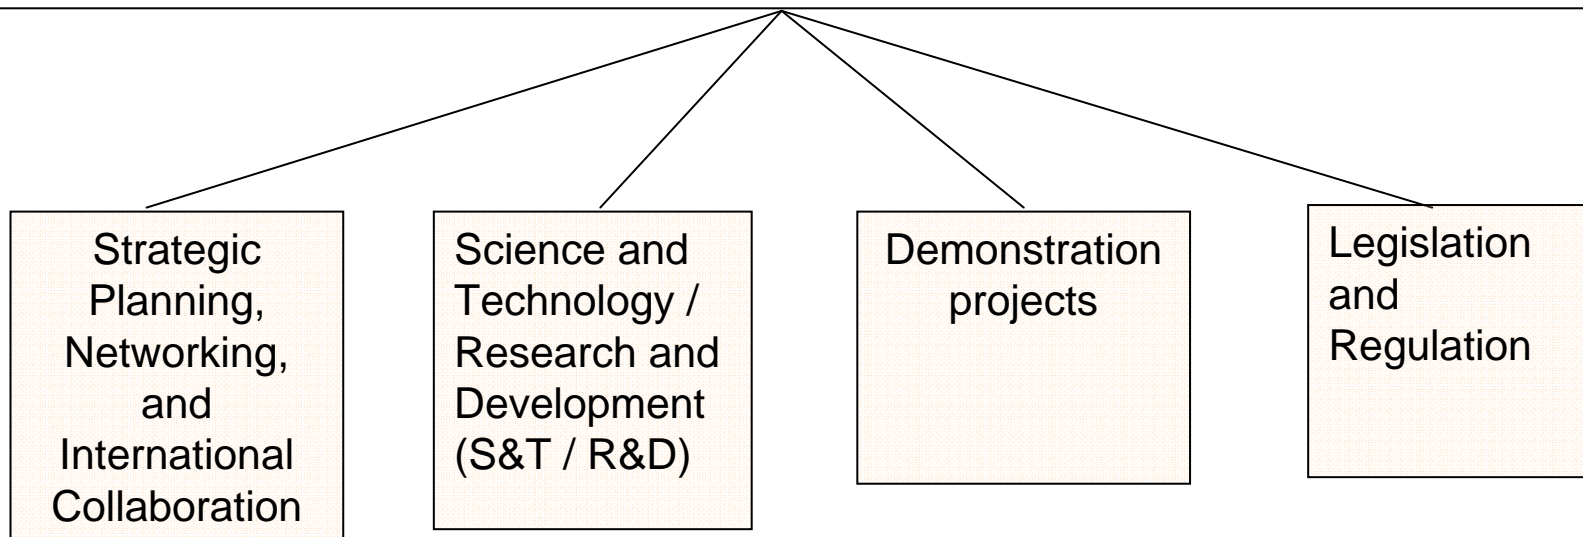 Strategic
Planning,
Networking,
and
International
Collaboration
Science and
Technology /
Research and
Development
(S&T / R&D)
Demonstration
projects
Legislation
and
Regulation